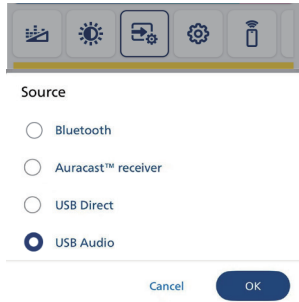 Source
Bluetooth
Auracast™ receiver
USB Direct
USB Audio
Cancel
OK